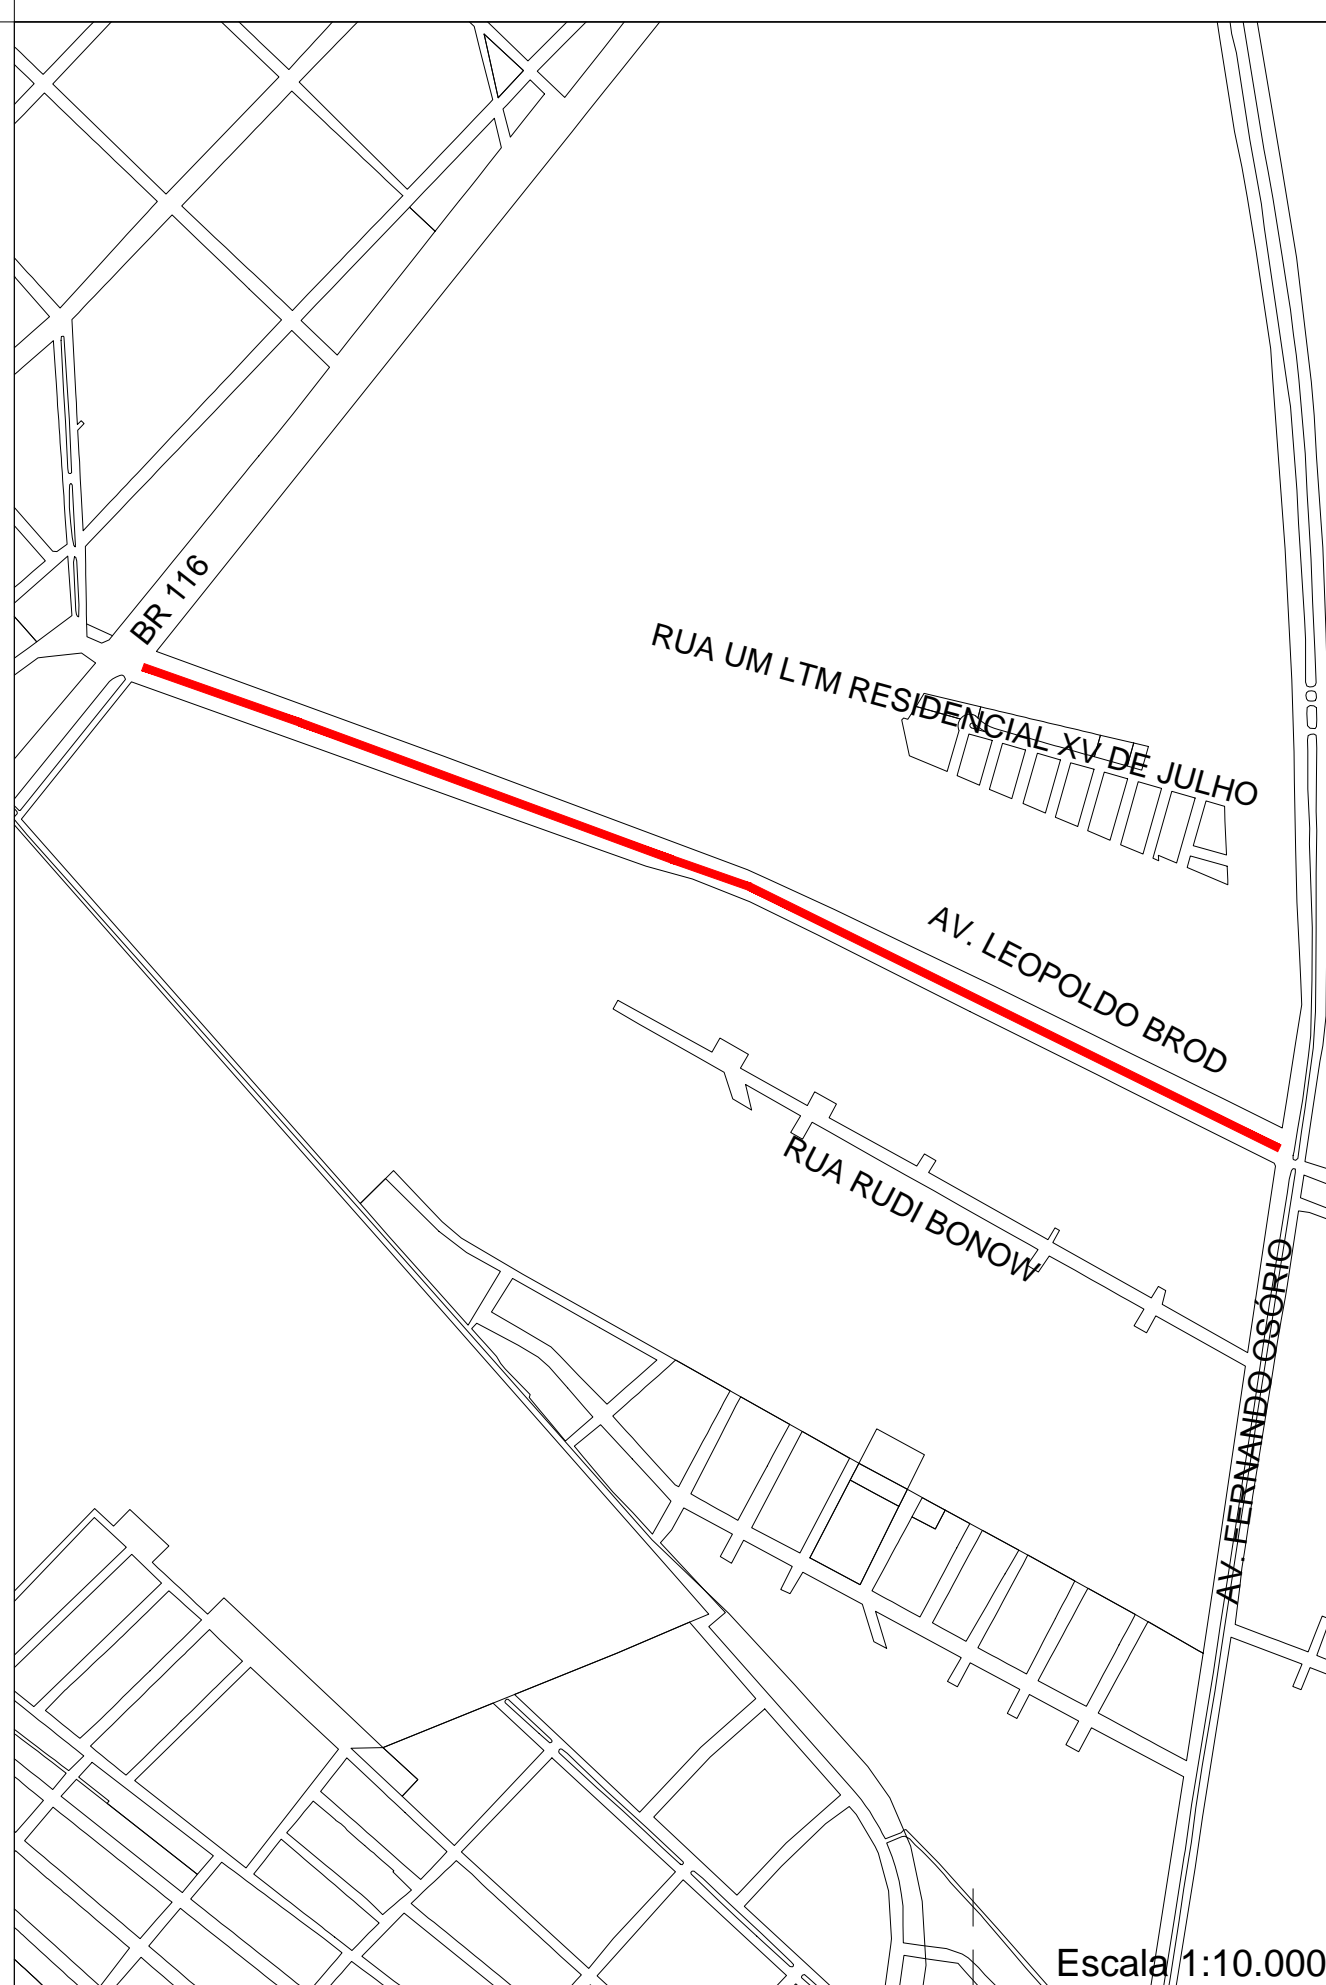 BR 116
RUA UM LTM RESIDENCIAL XV DE JULHO
AV. LEOPOLDO BROD
RUA RUDI BONOW
AV. FERNANDO OSÓRIO
Escala 1:10.000